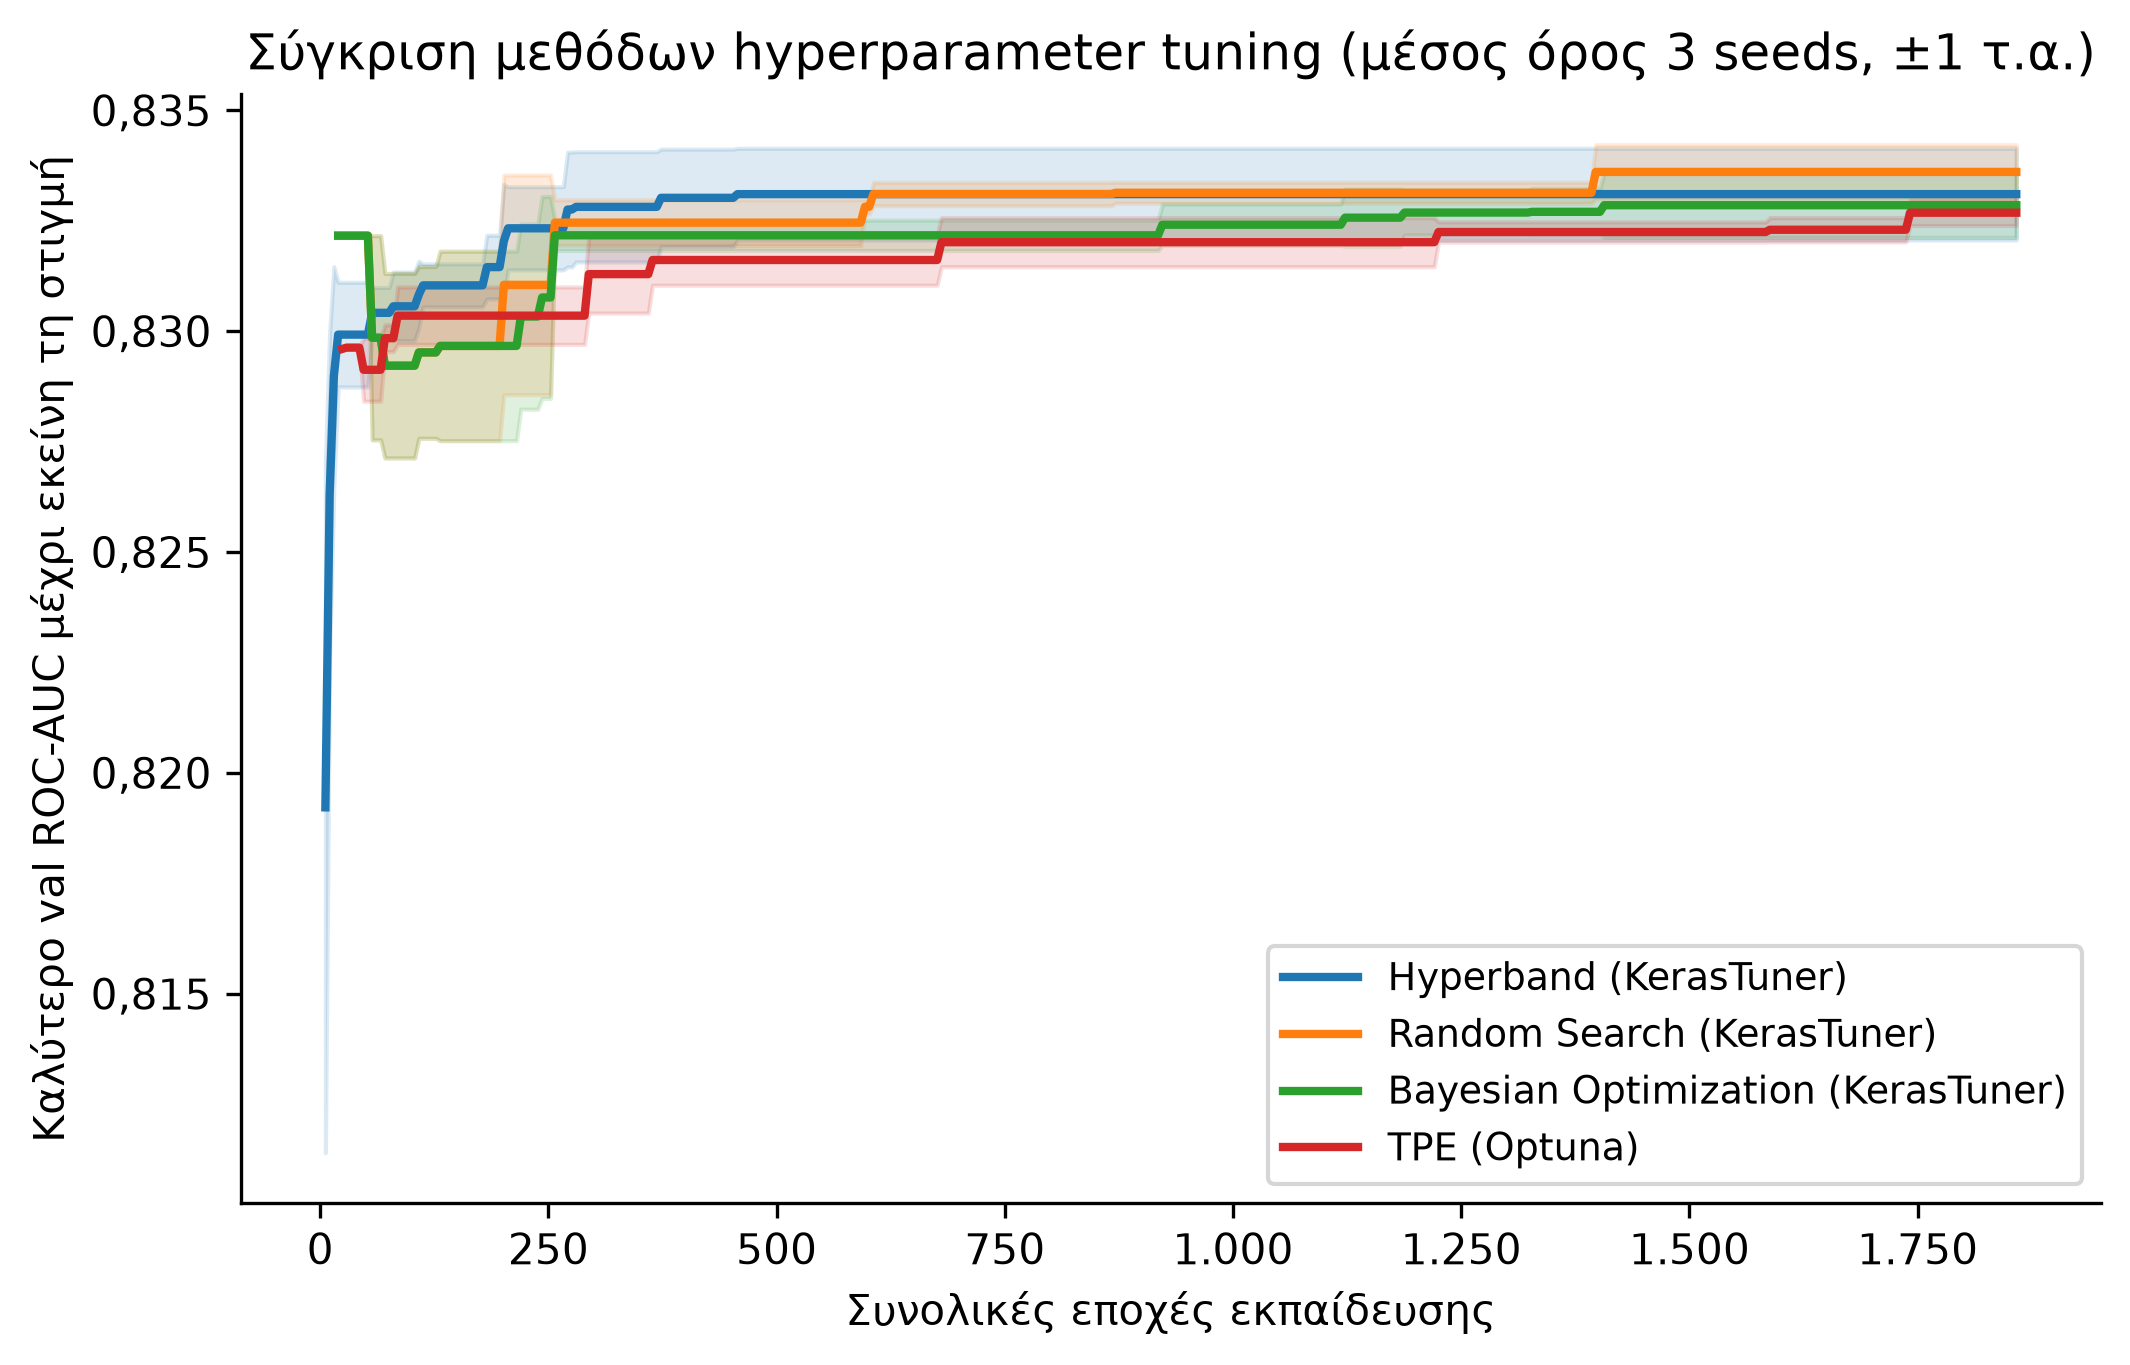 Σύγκριση μεθόδων hyperparameter tuning (μέσος όρος 3 seeds, ±1 τ.α.)
Καλύτερο val ROC-AUC μέχρι εκείνη τη στιγμή
0,835
0,830
0,825
0,820
0,815
Hyperband (KerasTuner)
Random Search (KerasTuner)
Bayesian Optimization (KerasTuner)
TPE (Optuna)
0 250 500 750 1.000 1.250 1.500 1.750
Συνολικές εποχές εκπαίδευσης